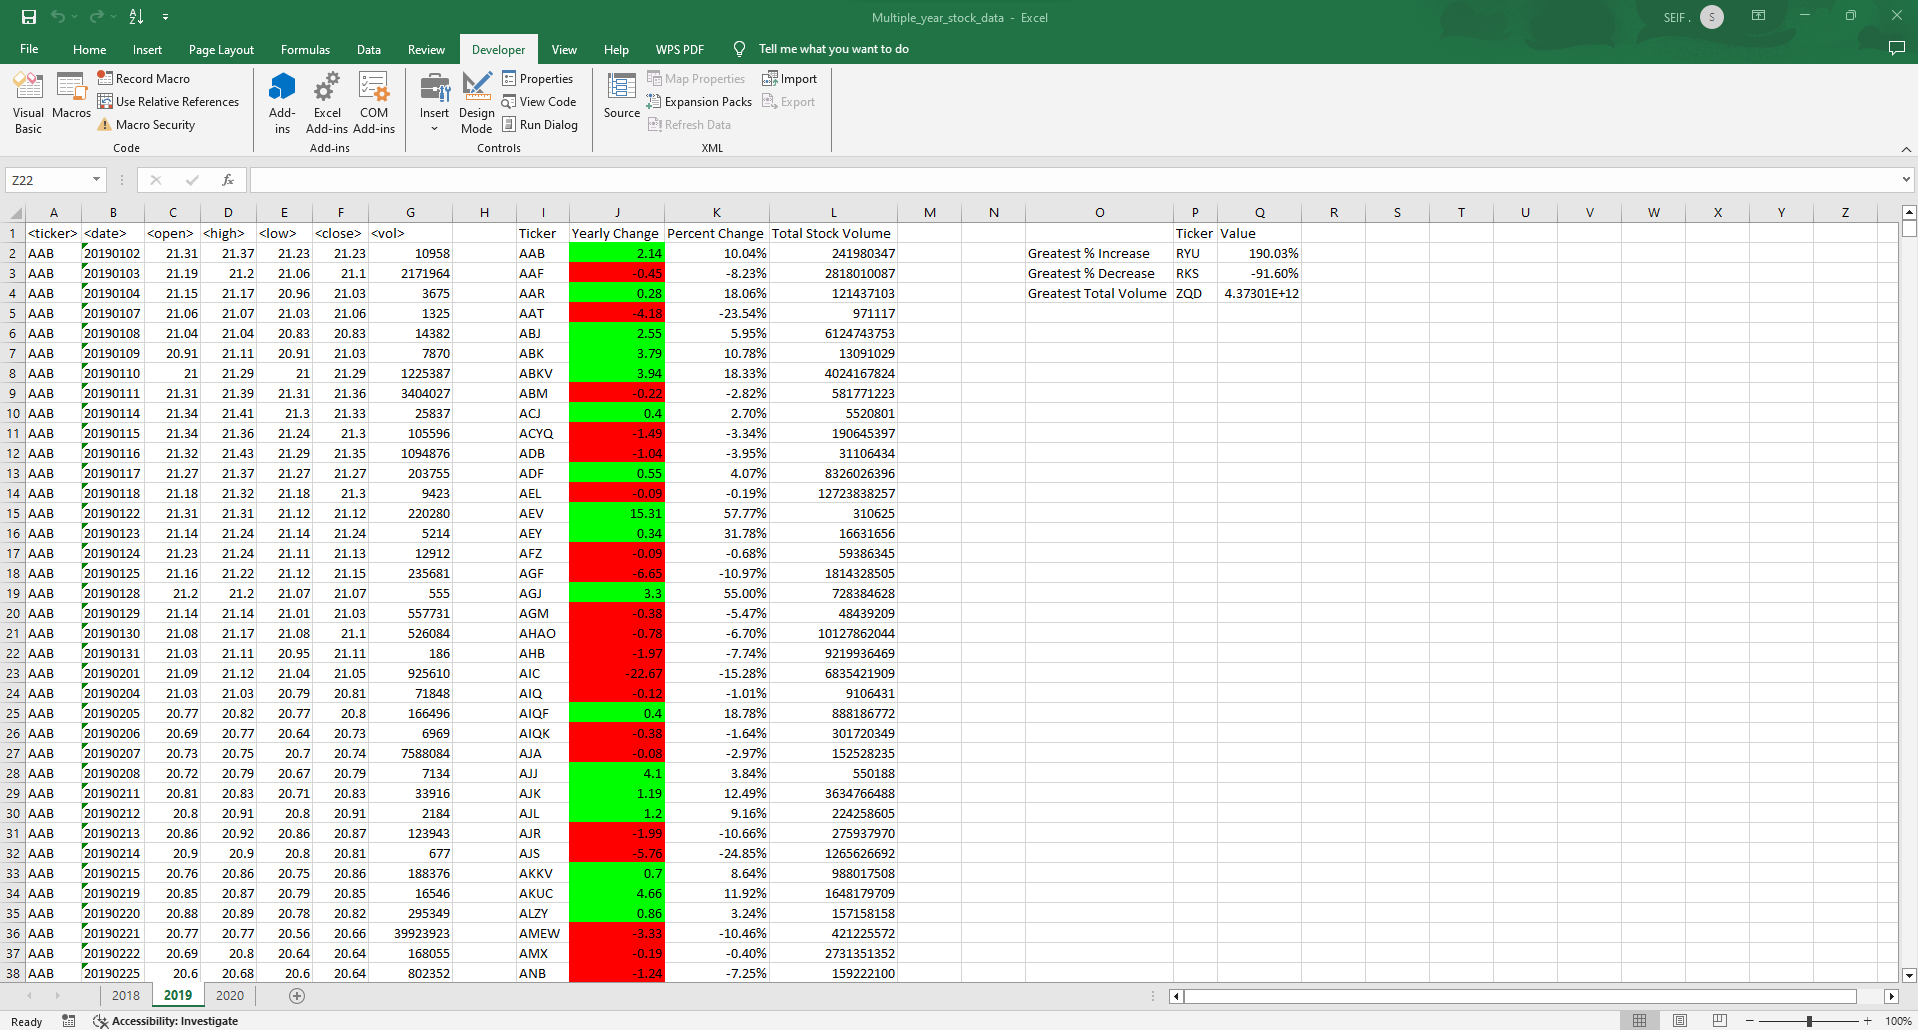 Multiple_year_stock_data - Excel
SEIF . S
File Home Insert Page Layout Formulas Data Review Developer View Help WPS PDF Tell me what you want to do
Visual Basic
Macros
Record Macro
Use Relative References
Macro Security
Code
Add-ins
Excel Add-ins
COM Add-ins
Add-ins
Insert
Design Mode
Properties
View Code
Run Dialog
Controls
Source
Map Properties
Expansion Packs
Refresh Data
Import
Export
XML
Z22 fx
A B C D E F G H I J K L M N O P Q R S T U V W X Y Z
1 <ticker> <date> <open> <high> <low> <close> <vol> Ticker Yearly Change Percent Change Total Stock Volume Ticker Value
2 AAB 20190102 21.31 21.37 21.23 21.23 10958 AAB 2.14 10.04% 241980347 Greatest % Increase RYU 190.03%
3 AAB 20190103 21.19 21.2 21.06 21.1 2171964 AAF -0.45 -8.23% 2818010087 Greatest % Decrease RKS -91.60%
4 AAB 20190104 21.15 21.17 20.96 21.03 3675 AAR 0.28 18.06% 121437103 Greatest Total Volume ZQD 4.37301E+12
5 AAB 20190107 21.06 21.07 21.03 21.06 1325 AAT -4.18 -23.54% 971117
6 AAB 20190108 21.04 21.04 20.83 20.83 14382 ABJ 2.55 5.95% 6124743753
7 AAB 20190109 20.91 21.11 20.91 21.03 7870 ABK 3.79 10.78% 13091029
8 AAB 20190110 21 21.29 21 21.29 1225387 ABKV 3.94 18.33% 4024167824
9 AAB 20190111 21.31 21.39 21.31 21.36 3404027 ABM -0.22 -2.82% 581771223
10 AAB 20190114 21.34 21.41 21.3 21.33 25837 ACJ 0.4 2.70% 5520801
11 AAB 20190115 21.34 21.36 21.24 21.3 105596 ACYQ -1.49 -3.34% 190645397
12 AAB 20190116 21.32 21.43 21.29 21.35 1094876 ADB -1.04 -3.95% 31106434
13 AAB 20190117 21.27 21.37 21.27 21.27 203755 ADF 0.55 4.07% 8326026396
14 AAB 20190118 21.18 21.32 21.18 21.3 9423 AEL -0.09 -0.19% 12723838257
15 AAB 20190122 21.31 21.31 21.12 21.12 220280 AEV 15.31 57.77% 310625
16 AAB 20190123 21.14 21.24 21.14 21.24 5214 AEY 0.34 31.78% 16631656
17 AAB 20190124 21.23 21.24 21.11 21.13 12912 AFZ -0.09 -0.68% 59386345
18 AAB 20190125 21.16 21.22 21.12 21.15 235681 AGF -6.65 -10.97% 1814328505
19 AAB 20190128 21.2 21.2 21.07 21.07 555 AGJ 3.3 55.00% 728384628
20 AAB 20190129 21.14 21.14 21.01 21.03 557731 AGM -0.38 -5.47% 48439209
21 AAB 20190130 21.08 21.17 21.08 21.1 526084 AHAO -0.78 -6.70% 10127862044
22 AAB 20190131 21.03 21.11 20.95 21.11 186 AHB -1.97 -7.74% 9219936469
23 AAB 20190201 21.09 21.12 21.04 21.05 925610 AIC -22.67 -15.28% 6835421909
24 AAB 20190204 21.03 21.03 20.79 20.81 71848 AIQ -0.12 -1.01% 9106431
25 AAB 20190205 20.77 20.82 20.77 20.8 166496 AIQF 0.4 18.78% 888186772
26 AAB 20190206 20.69 20.77 20.64 20.73 6969 AIQK -0.38 -1.64% 301720349
27 AAB 20190207 20.73 20.75 20.7 20.74 7588084 AJA -0.08 -2.97% 152528235
28 AAB 20190208 20.72 20.79 20.67 20.79 7134 AJJ 4.1 3.84% 550188
29 AAB 20190211 20.81 20.83 20.71 20.83 33916 AJK 1.19 12.49% 3634766488
30 AAB 20190212 20.8 20.91 20.8 20.91 2184 AJL 1.2 9.16% 224258605
31 AAB 20190213 20.86 20.92 20.86 20.87 123943 AJR -1.99 -10.66% 275937970
32 AAB 20190214 20.9 20.9 20.8 20.81 677 AJS -5.76 -24.85% 1265626692
33 AAB 20190215 20.76 20.86 20.75 20.86 188376 AKKV 0.7 8.64% 988017508
34 AAB 20190219 20.85 20.87 20.79 20.85 16546 AKUC 4.66 11.92% 1648179709
35 AAB 20190220 20.88 20.89 20.78 20.82 295349 ALZY 0.86 3.24% 157158158
36 AAB 20190221 20.77 20.77 20.56 20.66 39923923 AMEW -3.33 -10.46% 421225572
37 AAB 20190222 20.69 20.8 20.64 20.64 168055 AMX -0.19 -0.40% 2731351352
38 AAB 20190225 20.6 20.68 20.6 20.64 802352 ANB -1.24 -7.25% 159222100
2018 2019 2020
Ready Accessibility: Investigate 100%